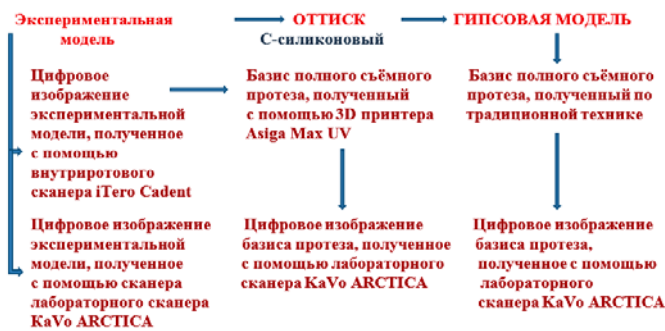 Экспериментальная
модель
ОТТИСК
С-силиконовый
ГИПСОВАЯ МОДЕЛЬ
Цифровое
изображение
экспериментальной
модели, полученное
с помощью
внутриротового
сканера iTero Cadent
Базис полного съёмного
протеза, полученный
с помощью 3D принтера
Asiga Max UV
Базис полного съёмного
протеза, полученный по
традиционной технике
Цифровое изображение
экспериментальной
модели, полученное
с помощью сканера
лабораторного сканера
KaVo ARCTICA
Цифровое изображение
базиса протеза, полученное
с помощью лабораторного
сканера KaVo ARCTICA
Цифровое изображение
базиса протеза,
полученное с помощью
лабораторного
сканера KaVo ARCTICA